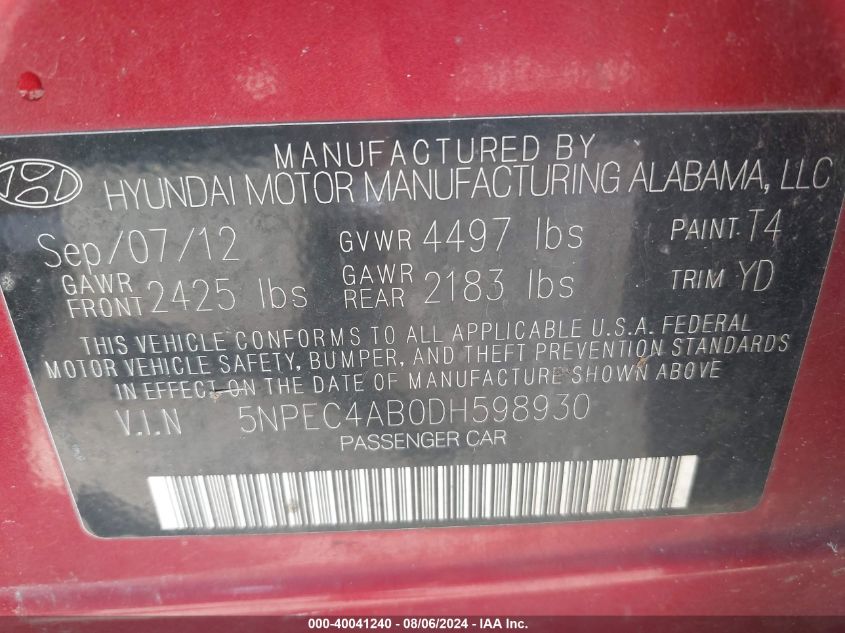 MANUFACTURED BY
HYUNDAI MOTOR MANUFACTURING ALABAMA, LLC
Sep/07/12 GVWR 4497 lbs PAINT T4
GAWR FRONT 2425 lbs GAWR REAR 2183 lbs TRIM YD
THIS VEHICLE CONFORMS TO ALL APPLICABLE U.S.A. FEDERAL
MOTOR VEHICLE SAFETY, BUMPER, AND THEFT PREVENTION STANDARDS
IN EFFECT ON THE DATE OF MANUFACTURE SHOWN ABOVE
V.I.N 5NPEC4AB0DH598930
PASSENGER CAR
000-40041240 - 08/06/2024 - IAA Inc.